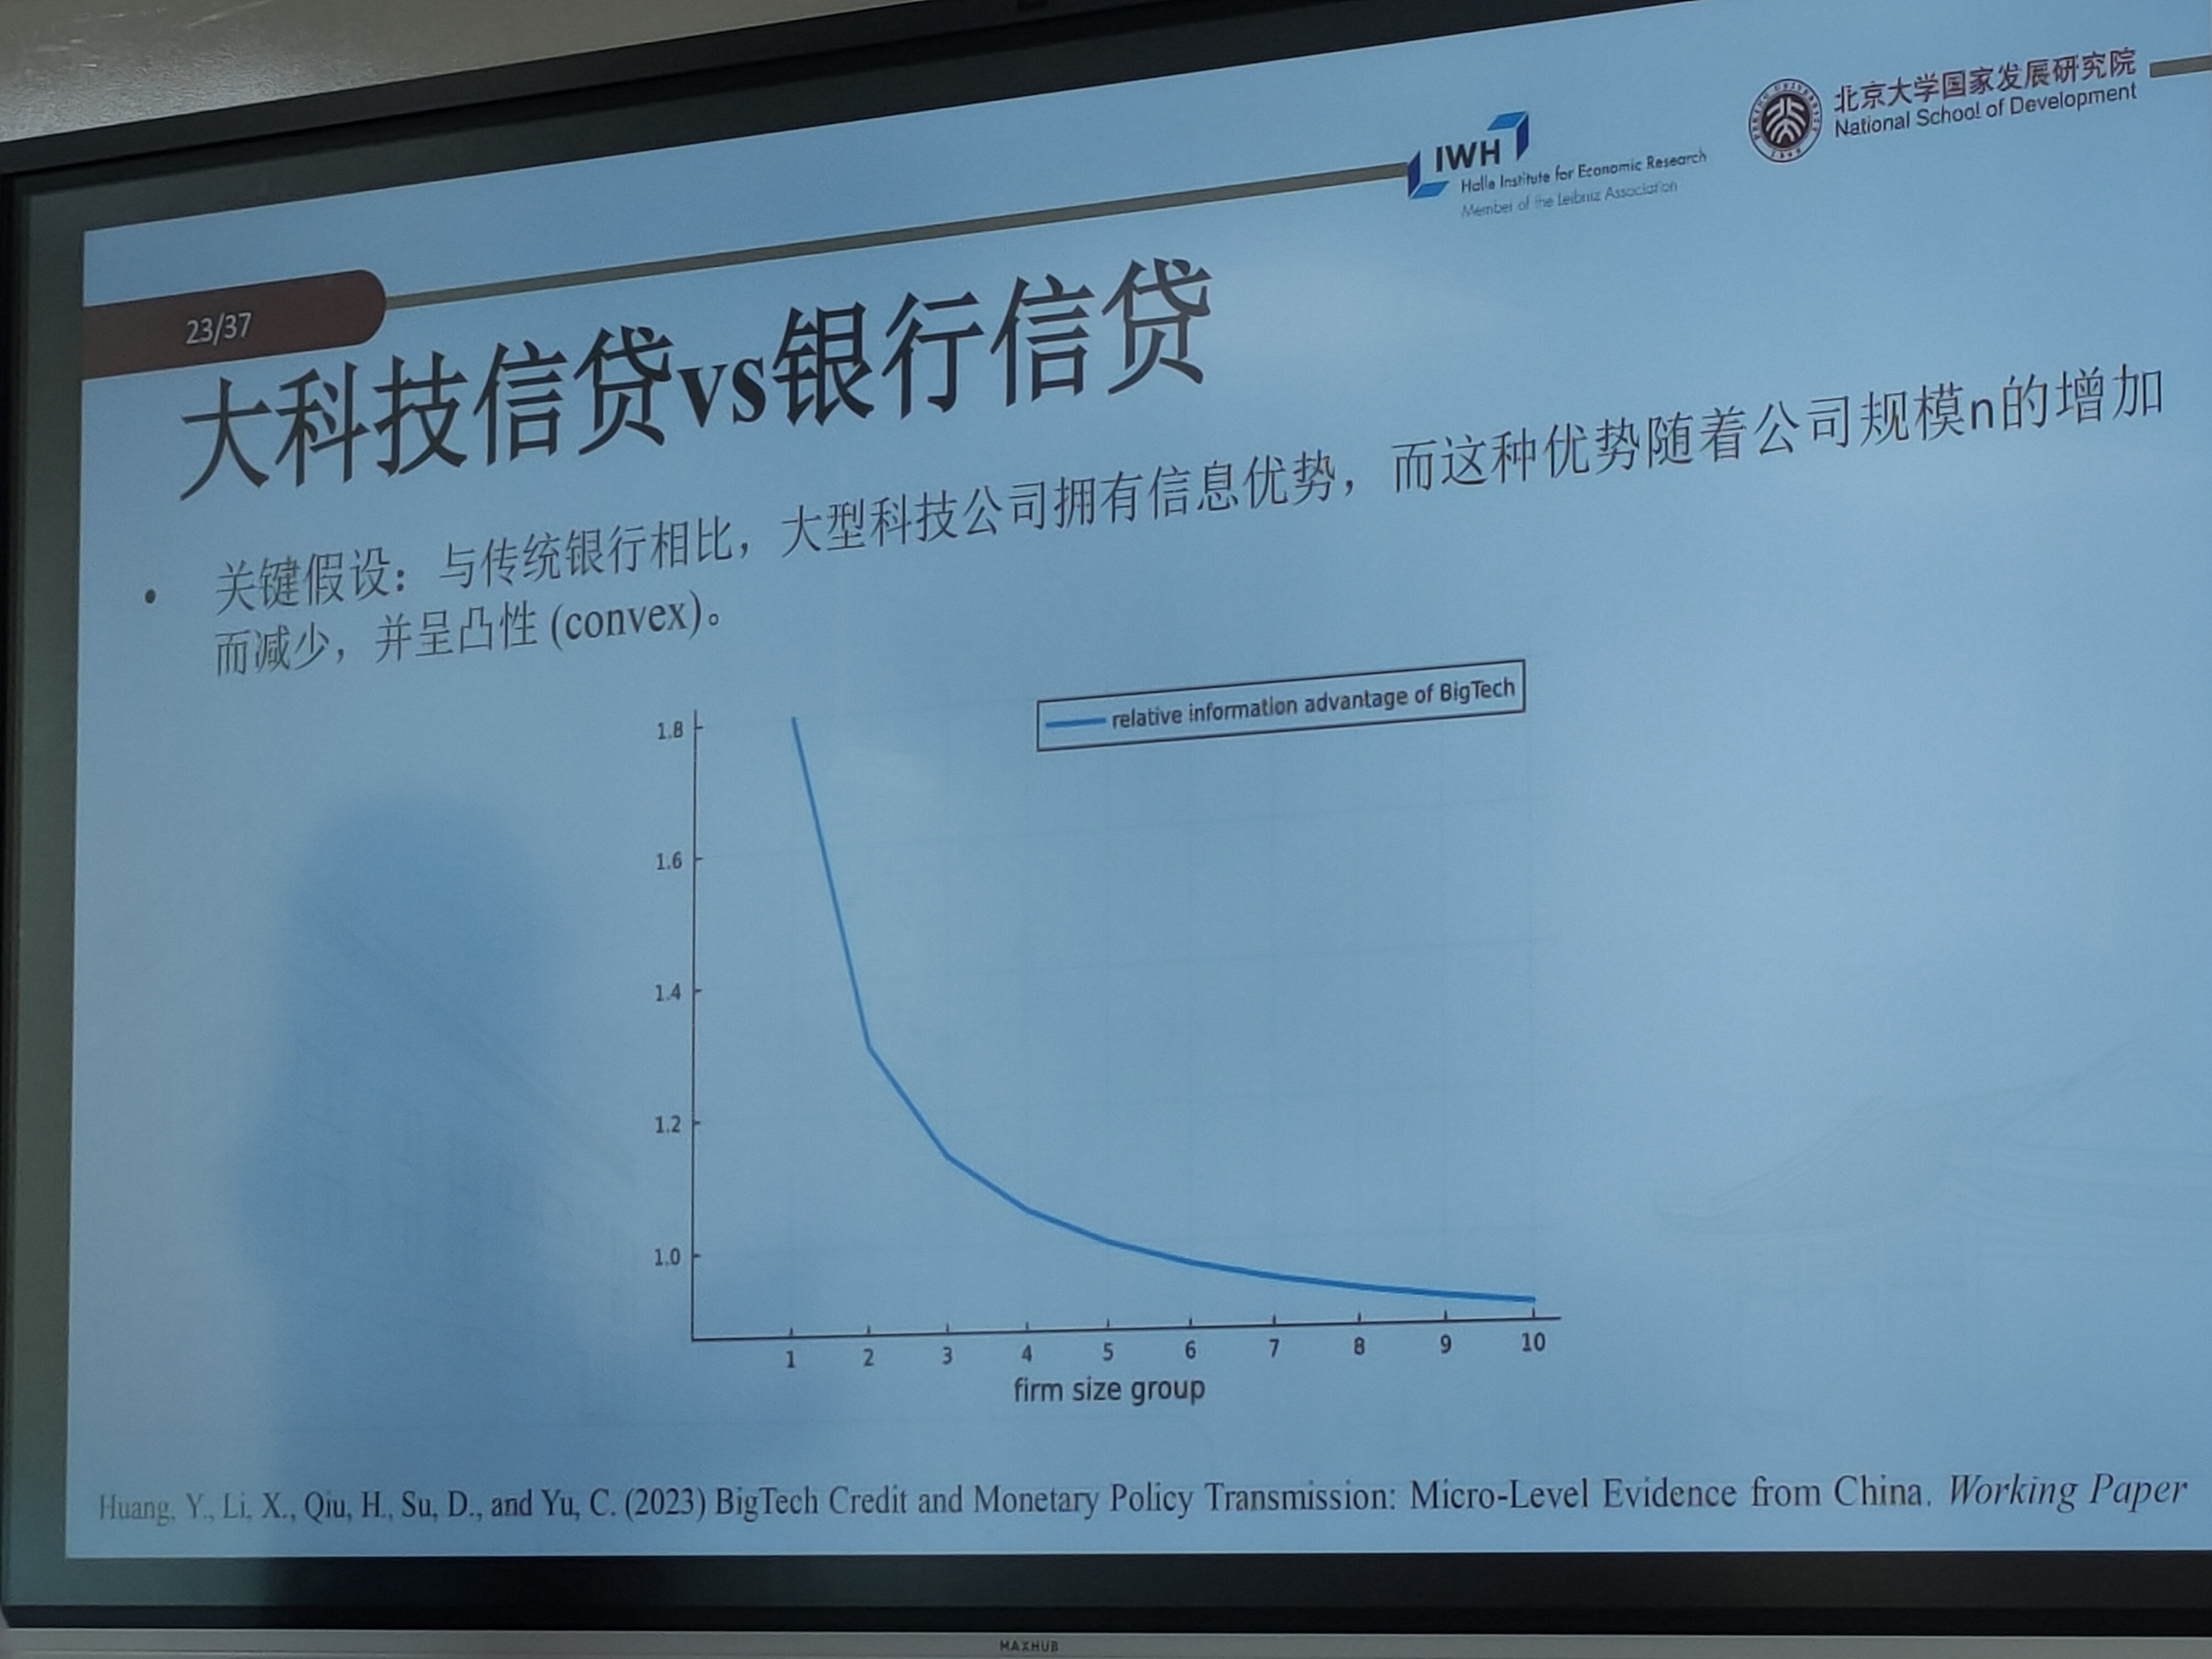 IWH
Halle Institute for Economic Research
Member of the Leibniz Association
北京大学国家发展研究院
National School of Development
23/37
大科技信贷vs银行信贷
• 关键假设：与传统银行相比，大型科技公司拥有信息优势，而这种优势随着公司规模n的增加
而减少，并呈凸性 (convex)。
relative information advantage of BigTech
1.8
1.6
1.4
1.2
1.0
1 2 3 4 5 6 7 8 9 10
firm size group
Huang, Y., Li, X., Qiu, H., Su, D., and Yu, C. (2023) BigTech Credit and Monetary Policy Transmission: Micro-Level Evidence from China. Working Paper
MAXHUB